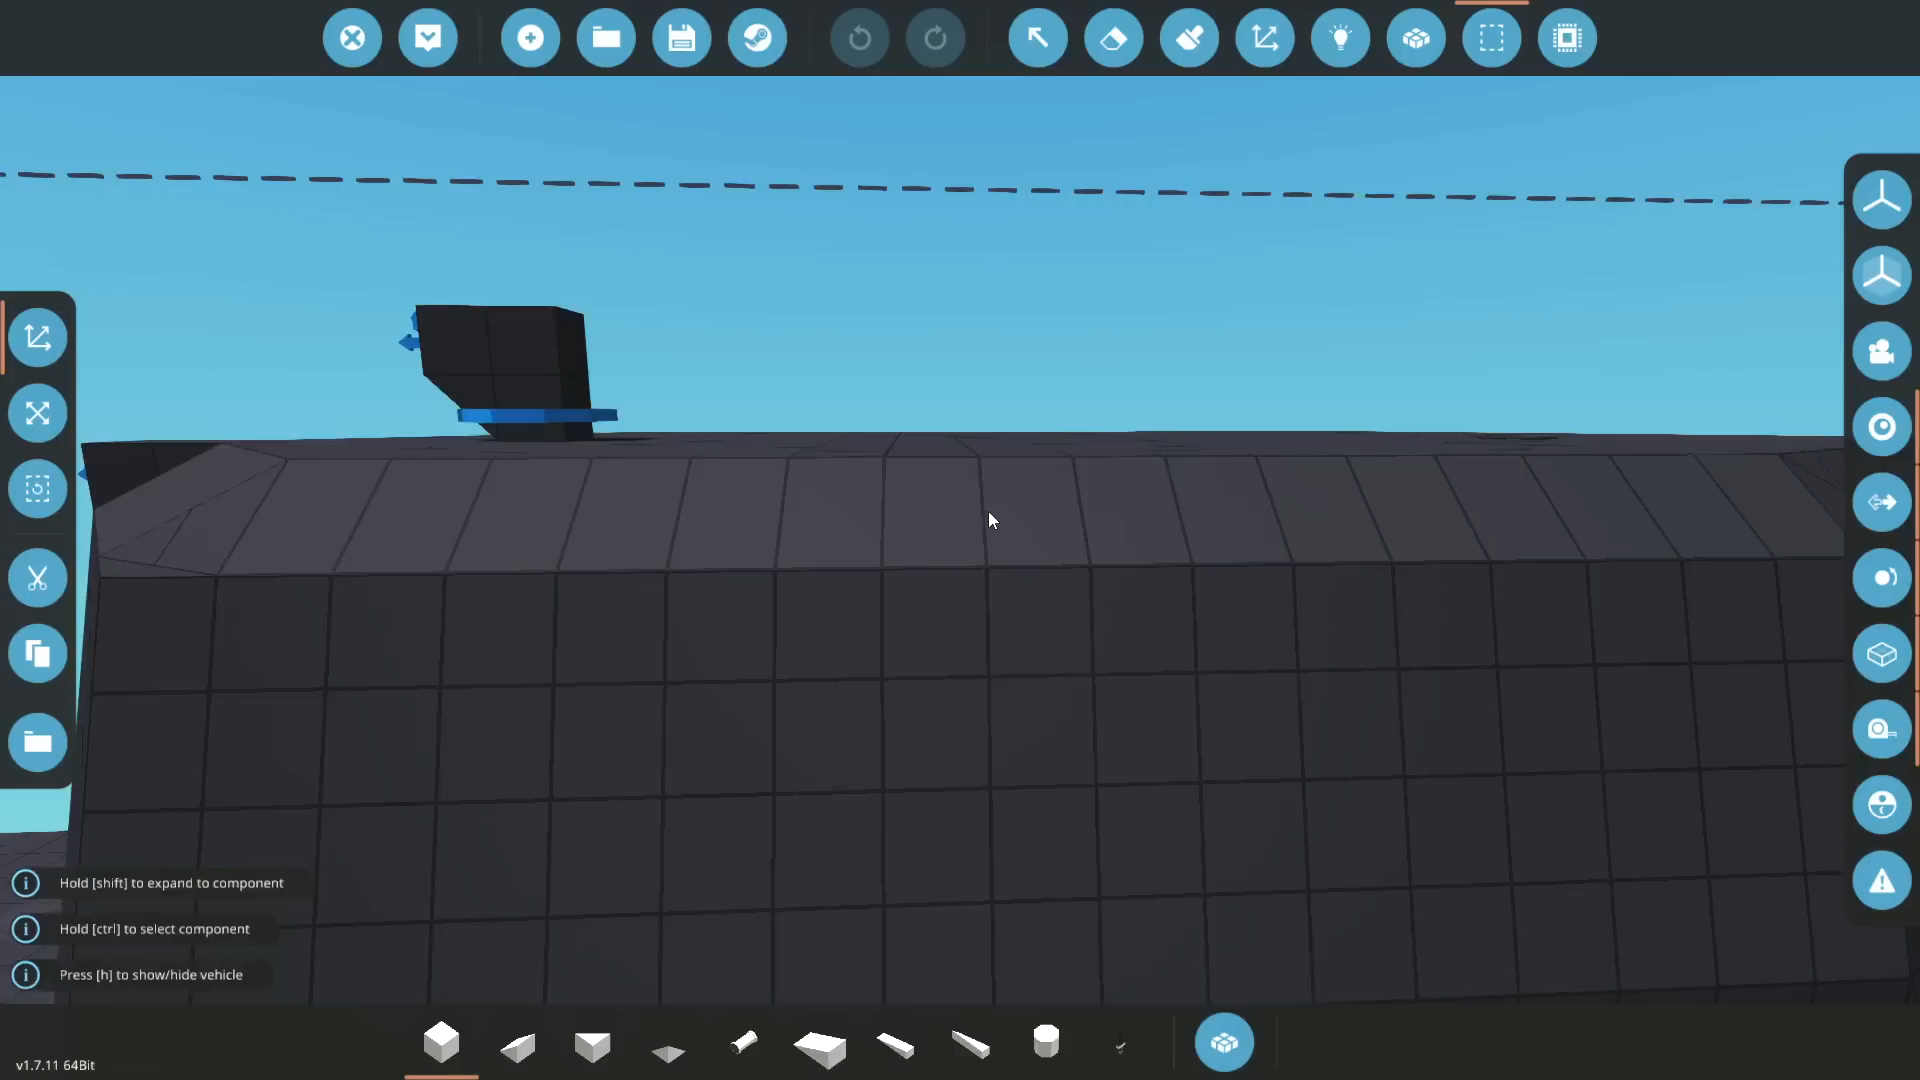 Hold [shift] to expand to component
Hold [ctrl] to select component
Press [h] to show/hide vehicle
v1.7.11 64Bit